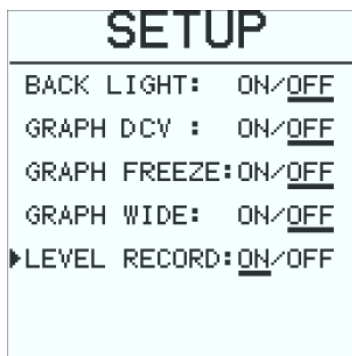 SETUP
BACK LIGHT: ON/OFF
GRAPH DCV : ON/OFF
GRAPH FREEZE:ON/OFF
GRAPH WIDE: ON/OFF
▶LEVEL RECORD:ON/OFF